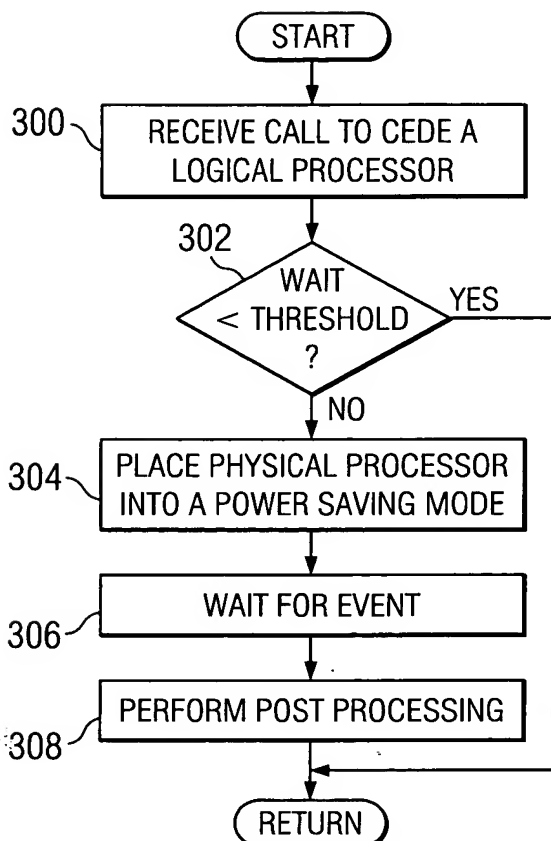 START
300
RECEIVE CALL TO CEDE A
LOGICAL PROCESSOR
302
WAIT
< THRESHOLD
?
YES
NO
304
PLACE PHYSICAL PROCESSOR
INTO A POWER SAVING MODE
306
WAIT FOR EVENT
308
PERFORM POST PROCESSING
RETURN